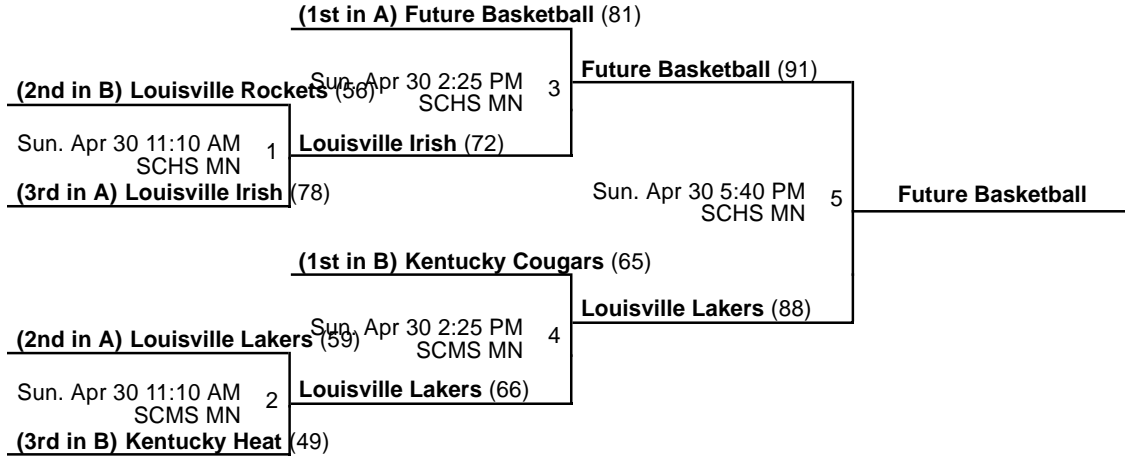 (1st in A) Future Basketball (81)
Sun. Apr 30 2:25 PM
SCHS MN
3
Future Basketball (91)
(2nd in B) Louisville Rockets (56)
Sun. Apr 30 11:10 AM
SCHS MN
1
Louisville Irish (72)
(3rd in A) Louisville Irish (78)
Sun. Apr 30 5:40 PM
SCHS MN
5
Future Basketball
(1st in B) Kentucky Cougars (65)
Sun. Apr 30 2:25 PM
SCMS MN
4
Louisville Lakers (88)
(2nd in A) Louisville Lakers (59)
Sun. Apr 30 11:10 AM
SCMS MN
2
Louisville Lakers (66)
(3rd in B) Kentucky Heat (49)